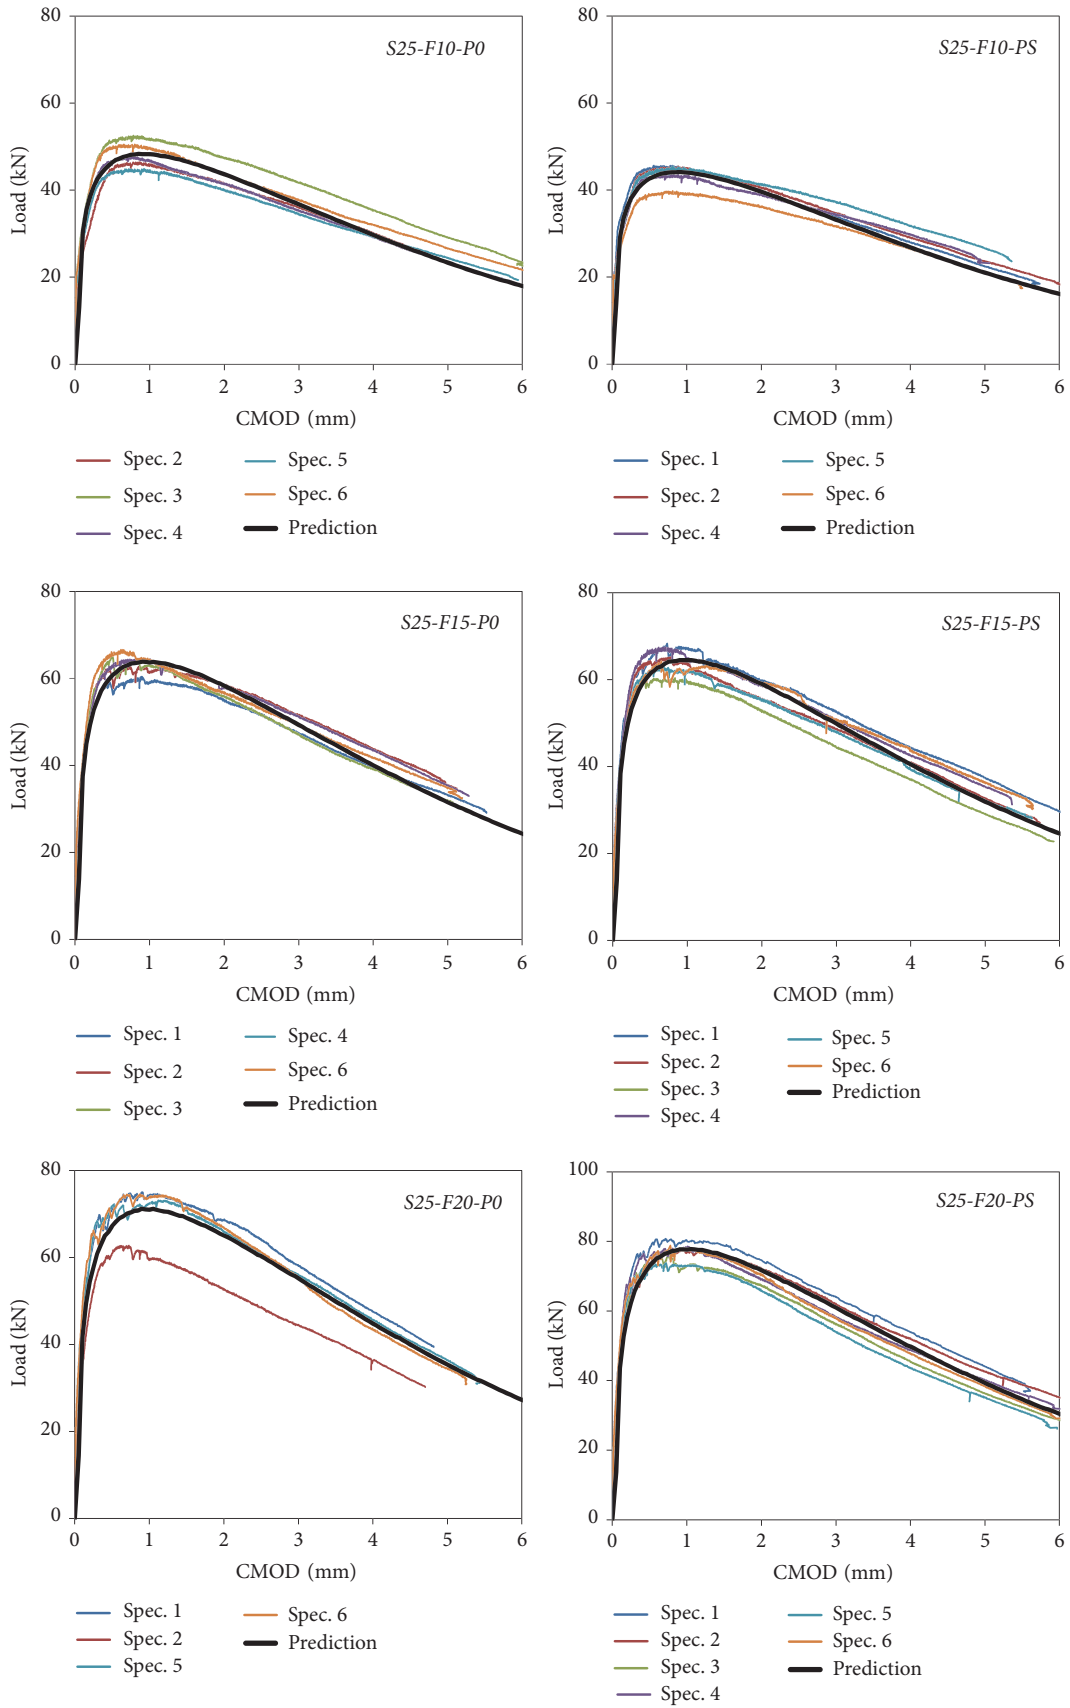 S25-F10-P0
80
60
40
20
0
Load (kN)
0 1 2 3 4 5 6
CMOD (mm)
Spec. 2
Spec. 3
Spec. 4
Spec. 5
Spec. 6
Prediction
S25-F10-PS
80
60
40
20
0
Load (kN)
0 1 2 3 4 5 6
CMOD (mm)
Spec. 1
Spec. 2
Spec. 4
Spec. 5
Spec. 6
Prediction
S25-F15-P0
80
60
40
20
0
Load (kN)
0 1 2 3 4 5 6
CMOD (mm)
Spec. 1
Spec. 2
Spec. 3
Spec. 4
Spec. 6
Prediction
S25-F15-PS
80
60
40
20
0
Load (kN)
0 1 2 3 4 5 6
CMOD (mm)
Spec. 1
Spec. 2
Spec. 3
Spec. 4
Spec. 5
Spec. 6
Prediction
S25-F20-P0
80
60
40
20
0
Load (kN)
0 1 2 3 4 5 6
CMOD (mm)
Spec. 1
Spec. 2
Spec. 5
Spec. 6
Prediction
S25-F20-PS
100
80
60
40
20
0
Load (kN)
0 1 2 3 4 5 6
CMOD (mm)
Spec. 1
Spec. 2
Spec. 3
Spec. 4
Spec. 5
Spec. 6
Prediction